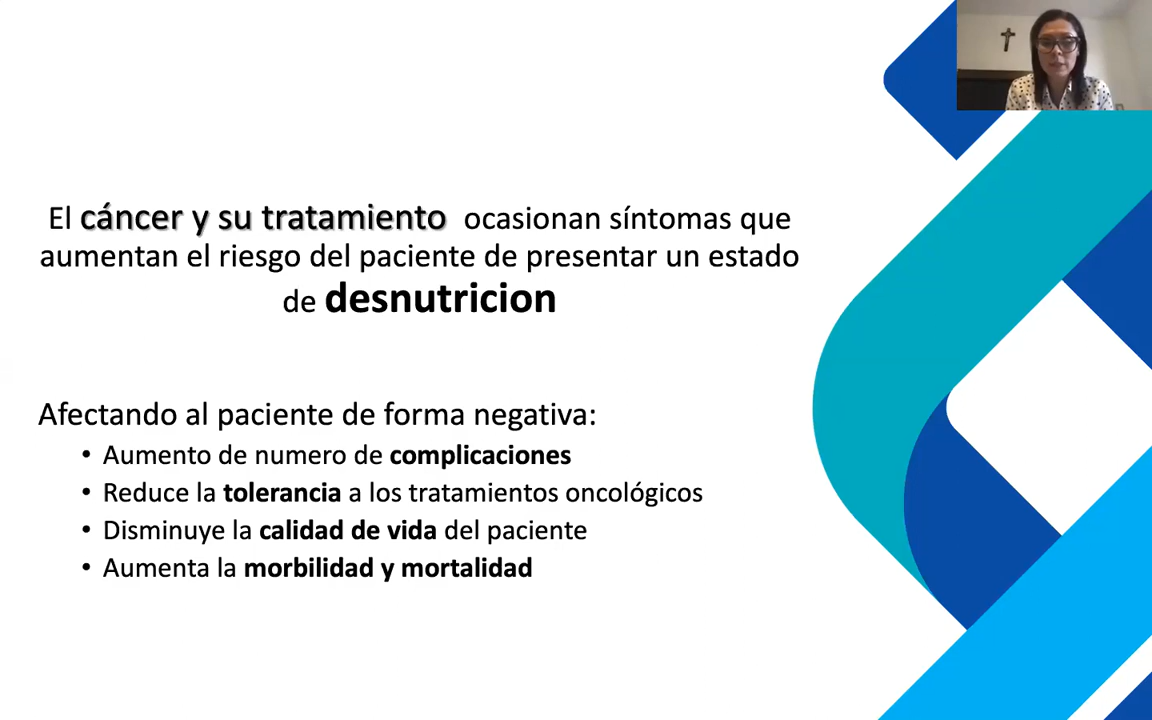 El cáncer y su tratamiento ocasionan síntomas que
aumentan el riesgo del paciente de presentar un estado
de desnutricion
Afectando al paciente de forma negativa:
• Aumento de numero de complicaciones
• Reduce la tolerancia a los tratamientos oncológicos
• Disminuye la calidad de vida del paciente
• Aumenta la morbilidad y mortalidad